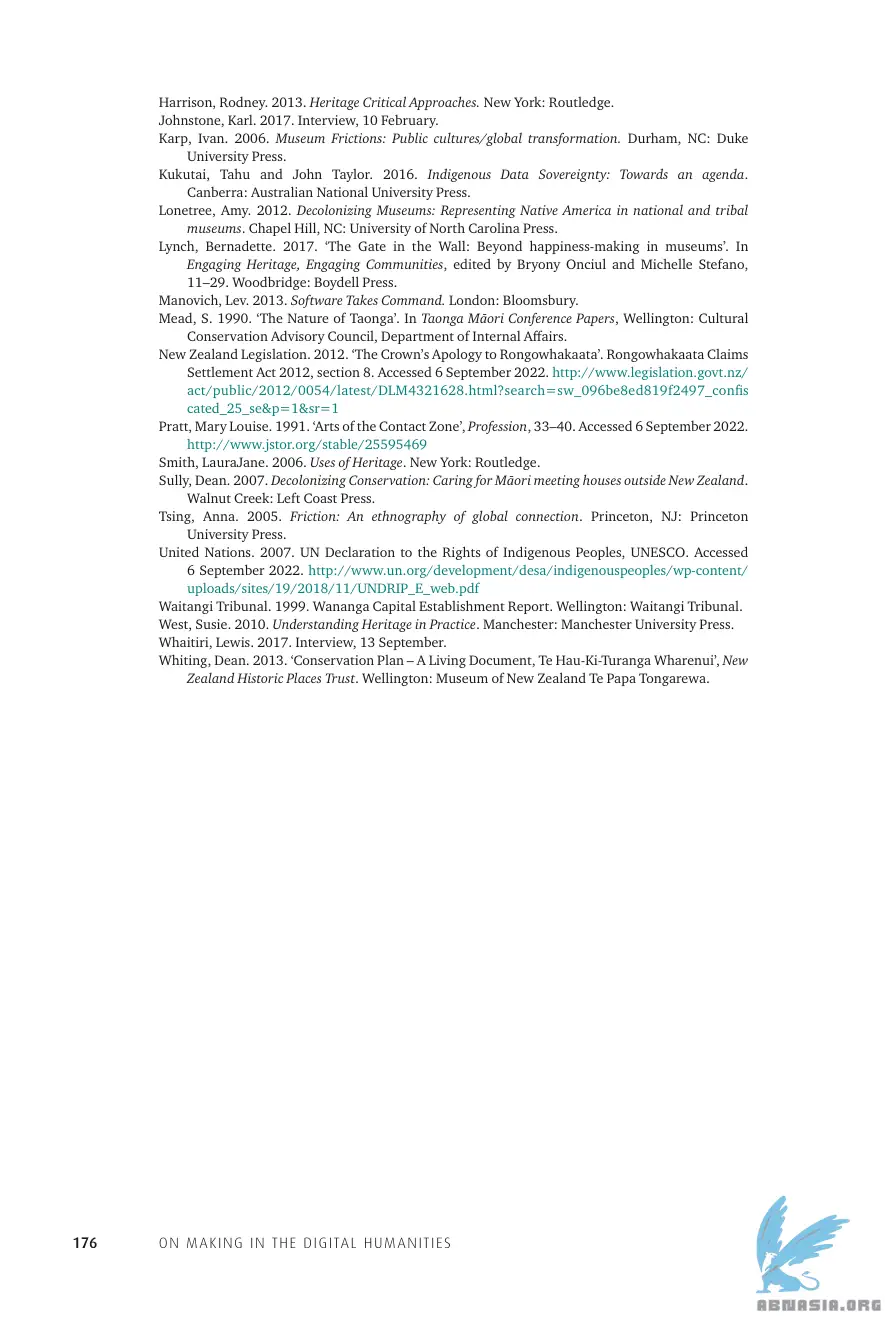 Harrison, Rodney. 2013. Heritage Critical Approaches. New York: Routledge.
Johnstone, Karl. 2017. Interview, 10 February.
Karp, Ivan. 2006. Museum Frictions: Public cultures/global transformation. Durham, NC: Duke
University Press.
Kukutai, Tahu and John Taylor. 2016. Indigenous Data Sovereignty: Towards an agenda.
Canberra: Australian National University Press.
Lonetree, Amy. 2012. Decolonizing Museums: Representing Native America in national and tribal
museums. Chapel Hill, NC: University of North Carolina Press.
Lynch, Bernadette. 2017. ‘The Gate in the Wall: Beyond happiness-making in museums’. In
Engaging Heritage, Engaging Communities, edited by Bryony Onciul and Michelle Stefano,
11–29. Woodbridge: Boydell Press.
Manovich, Lev. 2013. Software Takes Command. London: Bloomsbury.
Mead, S. 1990. ‘The Nature of Taonga’. In Taonga Māori Conference Papers, Wellington: Cultural
Conservation Advisory Council, Department of Internal Affairs.
New Zealand Legislation. 2012. ‘The Crown’s Apology to Rongowhakaata’. Rongowhakaata Claims
Settlement Act 2012, section 8. Accessed 6 September 2022. http://www.legislation.govt.nz/
act/public/2012/0054/latest/DLM4321628.html?search=sw_096be8ed819f2497_confis
cated_25_se&p=1&sr=1
Pratt, Mary Louise. 1991. ‘Arts of the Contact Zone’, Profession, 33–40. Accessed 6 September 2022.
http://www.jstor.org/stable/25595469
Smith, LauraJane. 2006. Uses of Heritage. New York: Routledge.
Sully, Dean. 2007. Decolonizing Conservation: Caring for Māori meeting houses outside New Zealand.
Walnut Creek: Left Coast Press.
Tsing, Anna. 2005. Friction: An ethnography of global connection. Princeton, NJ: Princeton
University Press.
United Nations. 2007. UN Declaration to the Rights of Indigenous Peoples, UNESCO. Accessed
6 September 2022. http://www.un.org/development/desa/indigenouspeoples/wp-content/
uploads/sites/19/2018/11/UNDRIP_E_web.pdf
Waitangi Tribunal. 1999. Wananga Capital Establishment Report. Wellington: Waitangi Tribunal.
West, Susie. 2010. Understanding Heritage in Practice. Manchester: Manchester University Press.
Whaitiri, Lewis. 2017. Interview, 13 September.
Whiting, Dean. 2013. ‘Conservation Plan – A Living Document, Te Hau-Ki-Turanga Wharenui’, New
Zealand Historic Places Trust. Wellington: Museum of New Zealand Te Papa Tongarewa.
176 ON MAKING IN THE DIGITAL HUMANITIES
ABNASIA.ORG